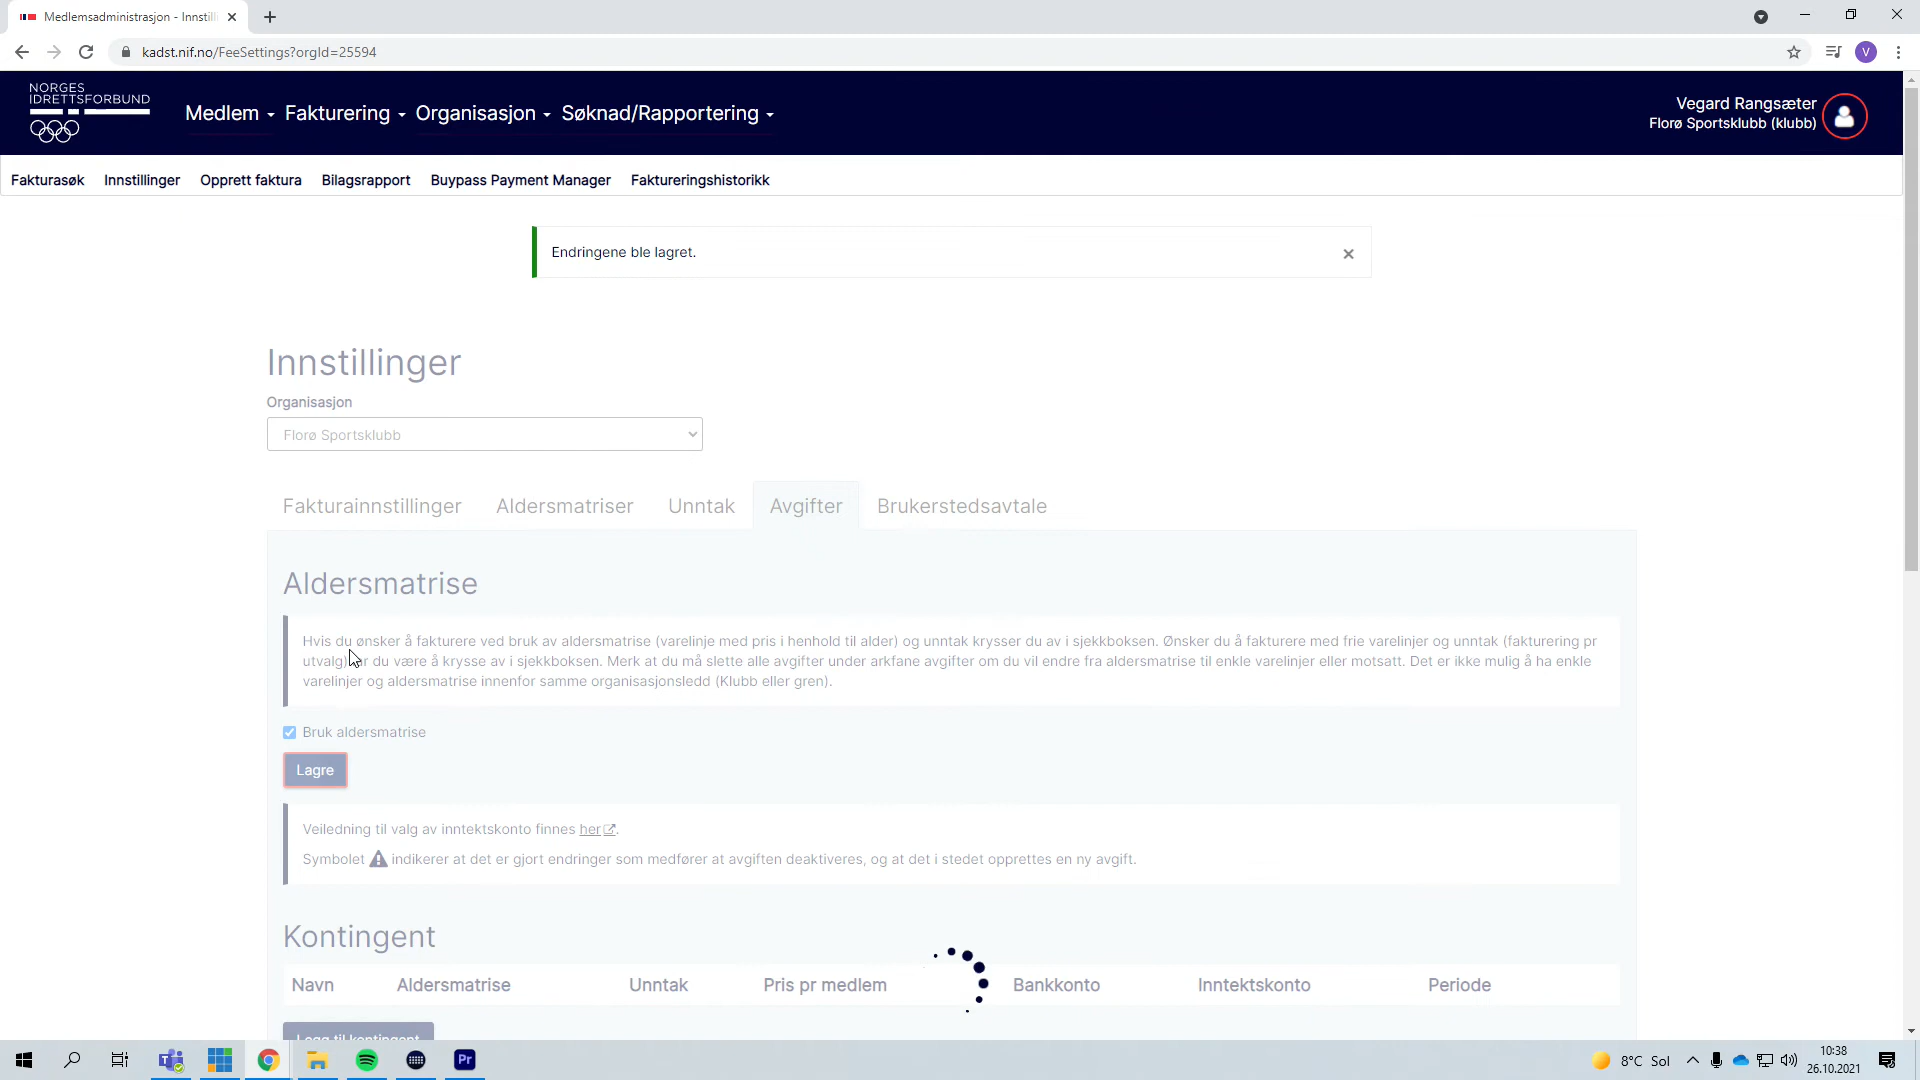 Medlemsadministrasjon - Innstill
kadst.nif.no/FeeSettings?orgId=25594
V
NORGES
IDRETTSFORBUND
Medlem
Fakturering
Organisasjon
Søknad/Rapportering
Vegard Rangsæter
Florø Sportsklubb (klubb)
Fakturasøk
Innstillinger
Opprett faktura
Bilagsrapport
Buypass Payment Manager
Faktureringshistorikk
Endringene ble lagret.
Innstillinger
Organisasjon
Florø Sportsklubb
Fakturainnstillinger
Aldersmatriser
Unntak
Avgifter
Brukerstedsavtale
Aldersmatrise
Hvis du ønsker å fakturere ved bruk av aldersmatrise (varelinje med pris i henhold til alder) og unntak krysser du av i sjekkboksen. Ønsker du å fakturere med frie varelinjer og unntak (fakturering pr
utvalg) r du være å krysse av i sjekkboksen. Merk at du må slette alle avgifter under arkfane avgifter om du vil endre fra aldersmatrise til enkle varelinjer eller motsatt. Det er ikke mulig å ha enkle
varelinjer og aldersmatrise innenfor samme organisasjonsledd (Klubb eller gren).
Bruk aldersmatrise
Lagre
Veiledning til valg av inntektskonto finnes her.
Symbolet indikerer at det er gjort endringer som medfører at avgiften deaktiveres, og at det i stedet opprettes en ny avgift.
Kontingent
Navn
Aldersmatrise
Unntak
Pris pr medlem
Bankkonto
Inntektskonto
Periode
Legg til kontingent
Pr
8°C Sol
10:38
26.10.2021